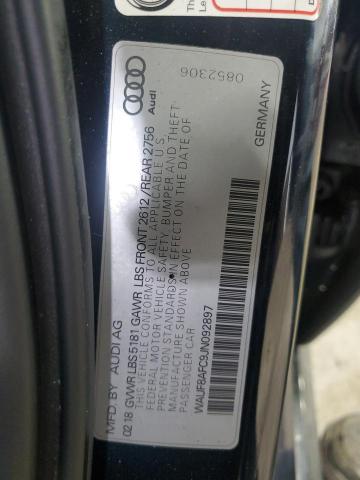 MFD. BY AUDI AG
02 18 GVWR LBS 5181 GAWR LBS FRONT 2612 / REAR 2756
THIS VEHICLE CONFORMS TO ALL APPLICABLE U.S.
FEDERAL MOTOR VEHICLE SAFETY BUMPER AND THEFT
STANDARDS IN EFFECT ON THE DATE OF
MANUFACTURE SHOWN ABOVE
PASSENGER CAR
WAUF8AFC9JN092897
GERMANY
Audi
0852306